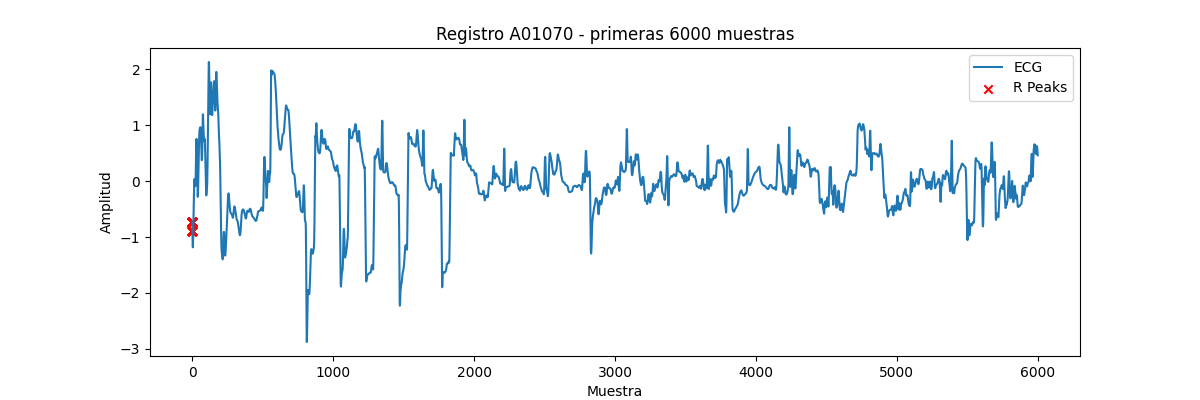 Registro A01070 - primeras 6000 muestras
ECG
R Peaks
Amplitud
2
1
0
−1
−2
−3
0 1000 2000 3000 4000 5000 6000
Muestra